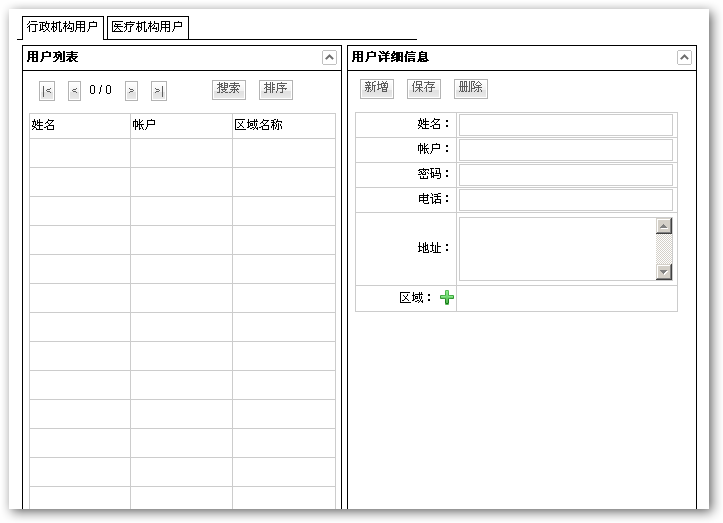 行政机构用户 医疗机构用户
用户列表
|< < 0 / 0 > >| 搜索 排序
姓名 帐户 区域名称
用户详细信息
新增 保存 删除
姓名：
帐户：
密码：
电话：
地址：
区域：